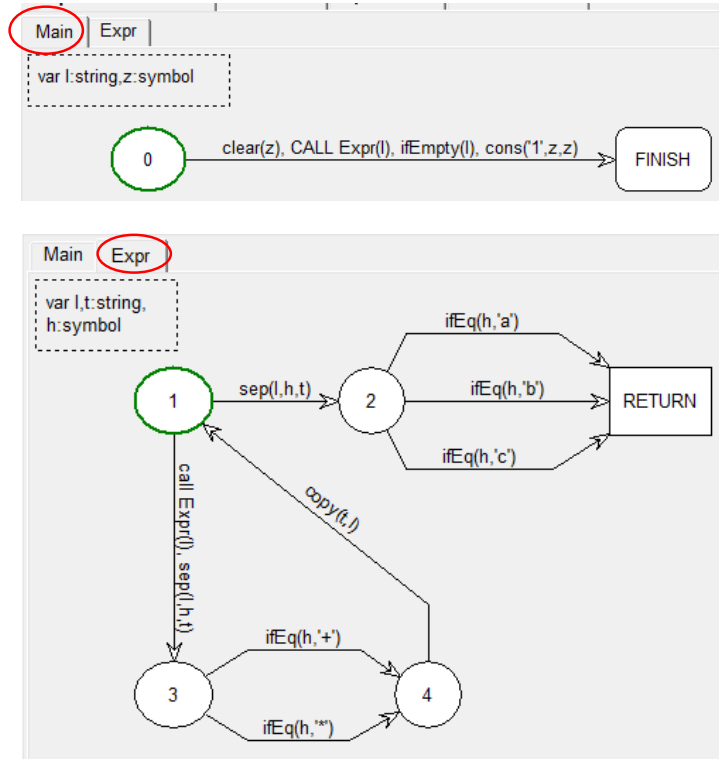 Main
Expr
var l:string,z:symbol
0
clear(z), CALL Expr(l), ifEmpty(l), cons('1',z,z)
FINISH
Main
Expr
var l,t:string,
h:symbol
ifEq(h,'a')
1
sep(l,h,t)
2
ifEq(h,'b')
RETURN
ifEq(h,'c')
call Expr(l), sep(l,h,t)
copy(t,l)
ifEq(h,'+')
3
4
ifEq(h,'*')